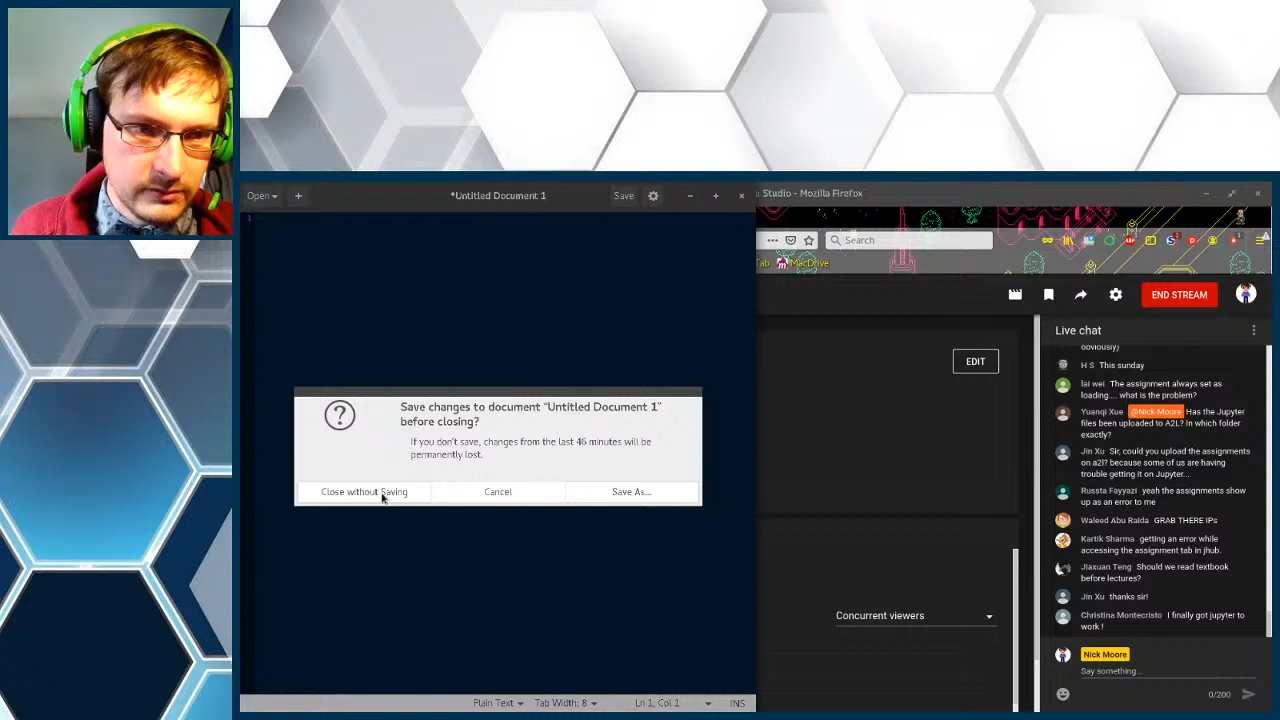 Open
*Untitled Document 1
Save
e Studio - Mozilla Firefox
1
Search
Tab
MacDrive
END STREAM
Live chat
EDIT
obviously)
H S This sunday
lai wei The assignment always set as
loading.... what is the problem?
Yuanqi Xue @Nick Moore Has the Jupyter
files been uploaded to A2L? In which folder
exactly?
Jin Xu Sir, could you upload the assignments
on a2l? because some of us are having
trouble getting it on Jupyter...
Russta Fayyazi yeah the assignments show
up as an error to me
Waleed Abu Raida GRAB THERE IPs
Kartik Sharma getting an error while
accessing the assignment tab in jhub.
Jiaxuan Teng Should we read textbook
before lectures?
Jin Xu thanks sir!
Christina Montecristo I finally got jupyter to
work !
Nick Moore
Say something...
0/200
Save changes to document “Untitled Document 1”
before closing?
If you don't save, changes from the last 46 minutes will be
permanently lost.
Close without Saving
Cancel
Save As...
Concurrent viewers
Plain Text
Tab Width: 8
Ln 1, Col 1
INS